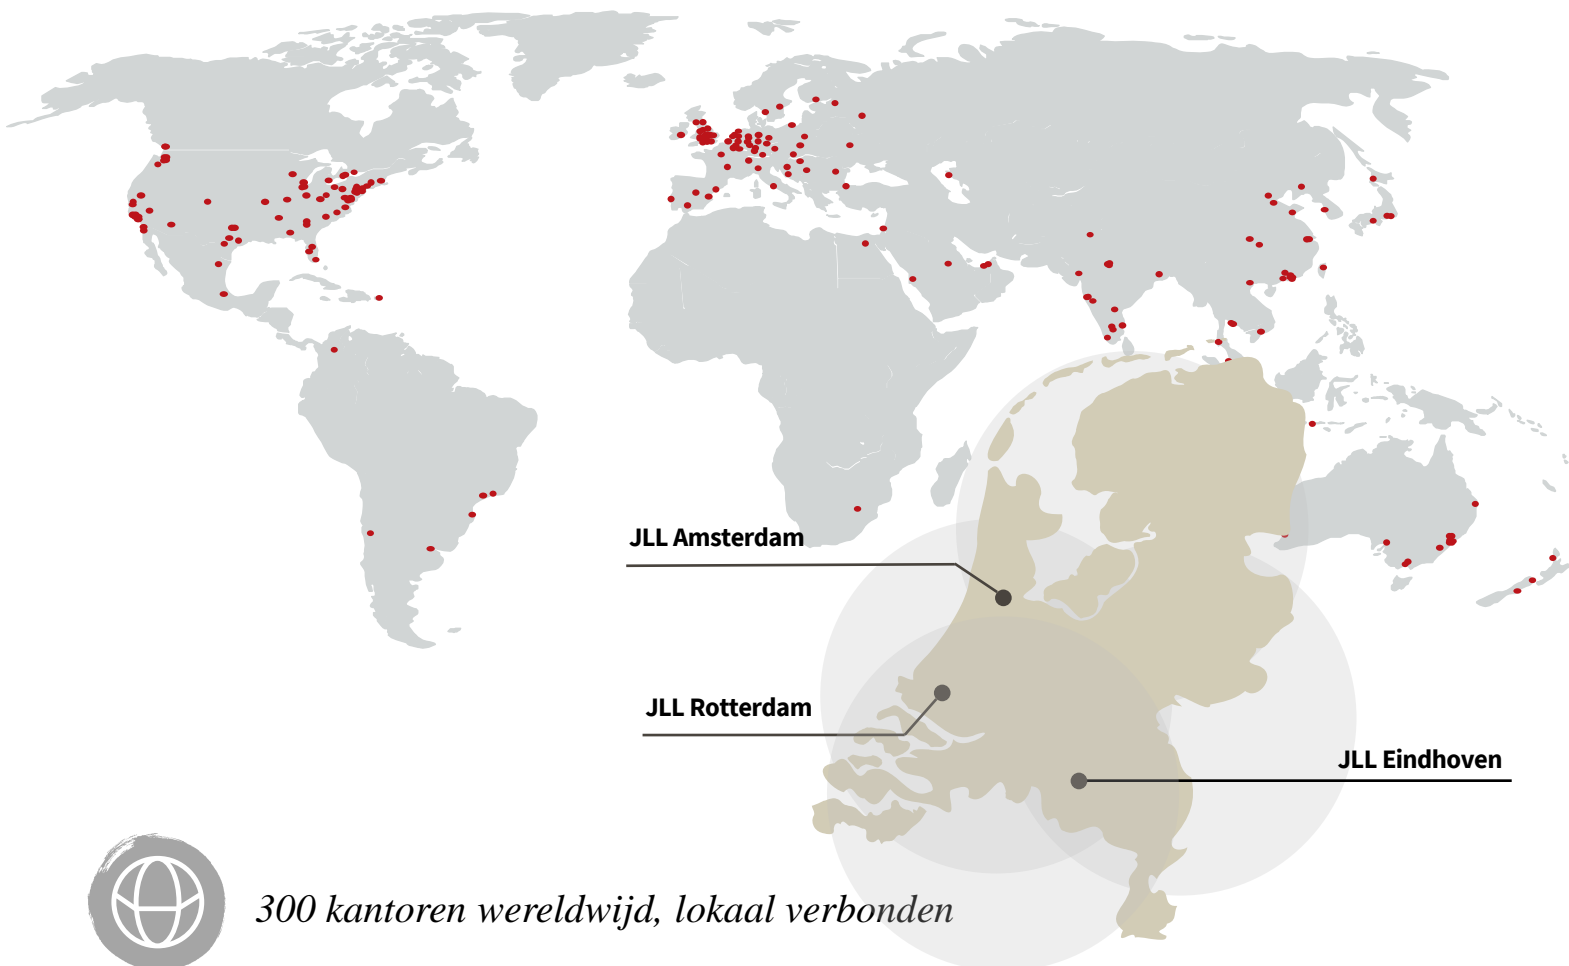 JLL Amsterdam
JLL Rotterdam
JLL Eindhoven
300 kantoren wereldwijd, lokaal verbonden